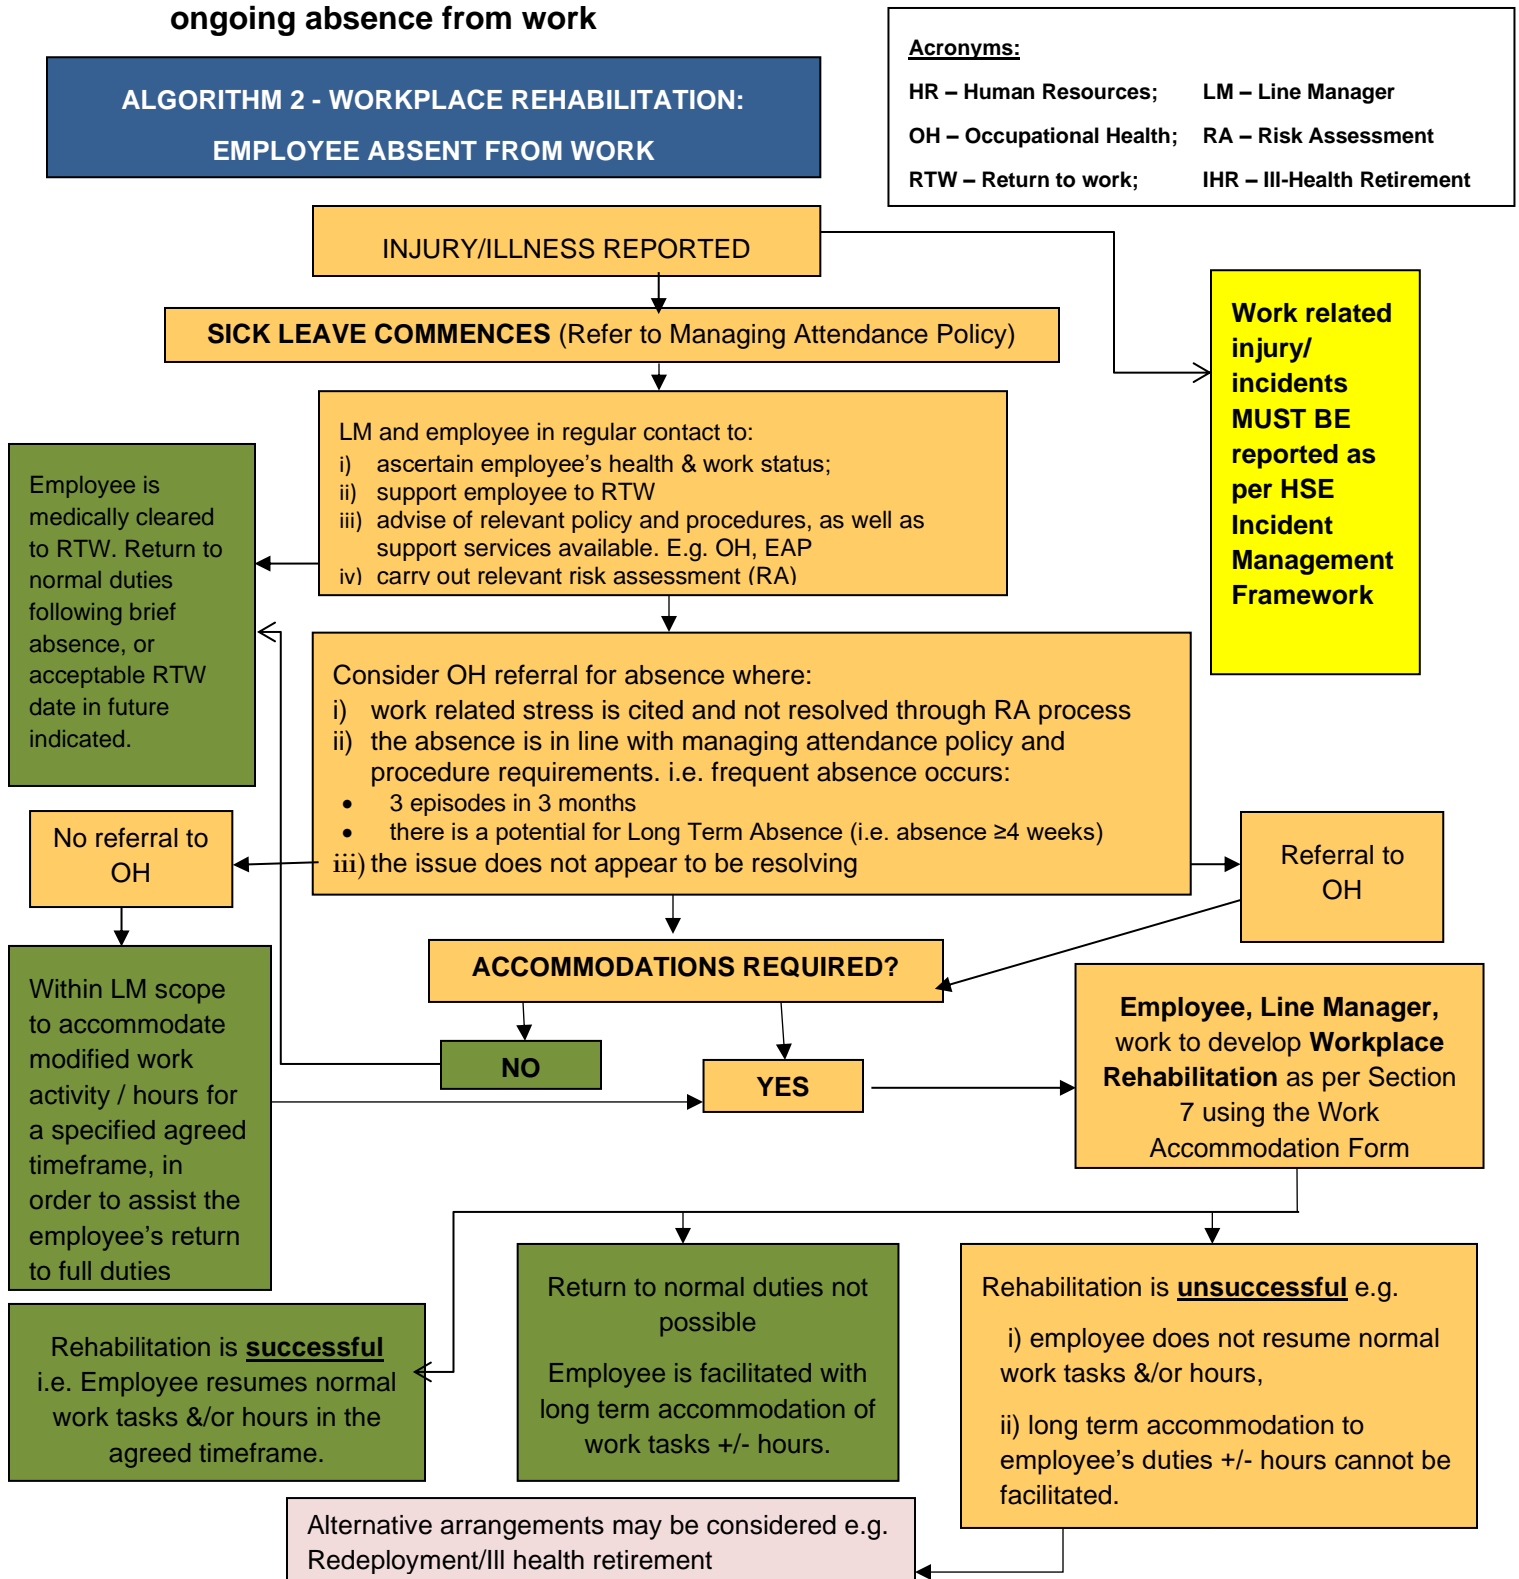 ongoing absence from work
ALGORITHM 2 - WORKPLACE REHABILITATION:
EMPLOYEE ABSENT FROM WORK
Acronyms:
HR – Human Resources; LM – Line Manager
OH – Occupational Health; RA – Risk Assessment
RTW – Return to work; IHR – Ill-Health Retirement
INJURY/ILLNESS REPORTED
SICK LEAVE COMMENCES (Refer to Managing Attendance Policy)
Work related
injury/
incidents
MUST BE
reported as
per HSE
Incident
Management
Framework
LM and employee in regular contact to:
i) ascertain employee’s health & work status;
ii) support employee to RTW
iii) advise of relevant policy and procedures, as well as
support services available. E.g. OH, EAP
iv) carry out relevant risk assessment (RA)
Employee is
medically cleared
to RTW. Return to
normal duties
following brief
absence, or
acceptable RTW
date in future
indicated.
Consider OH referral for absence where:
i) work related stress is cited and not resolved through RA process
ii) the absence is in line with managing attendance policy and
procedure requirements. i.e. frequent absence occurs:
• 3 episodes in 3 months
• there is a potential for Long Term Absence (i.e. absence ≥4 weeks)
iii) the issue does not appear to be resolving
No referral to
OH
Referral to
OH
ACCOMMODATIONS REQUIRED?
NO
YES
Within LM scope
to accommodate
modified work
activity / hours for
a specified agreed
timeframe, in
order to assist the
employee’s return
to full duties
Employee, Line Manager,
work to develop Workplace
Rehabilitation as per Section
7 using the Work
Accommodation Form
Rehabilitation is successful
i.e. Employee resumes normal
work tasks &/or hours in the
agreed timeframe.
Return to normal duties not
possible
Employee is facilitated with
long term accommodation of
work tasks +/- hours.
Rehabilitation is unsuccessful e.g.
i) employee does not resume normal
work tasks &/or hours,
ii) long term accommodation to
employee’s duties +/- hours cannot be
facilitated.
Alternative arrangements may be considered e.g.
Redeployment/Ill health retirement